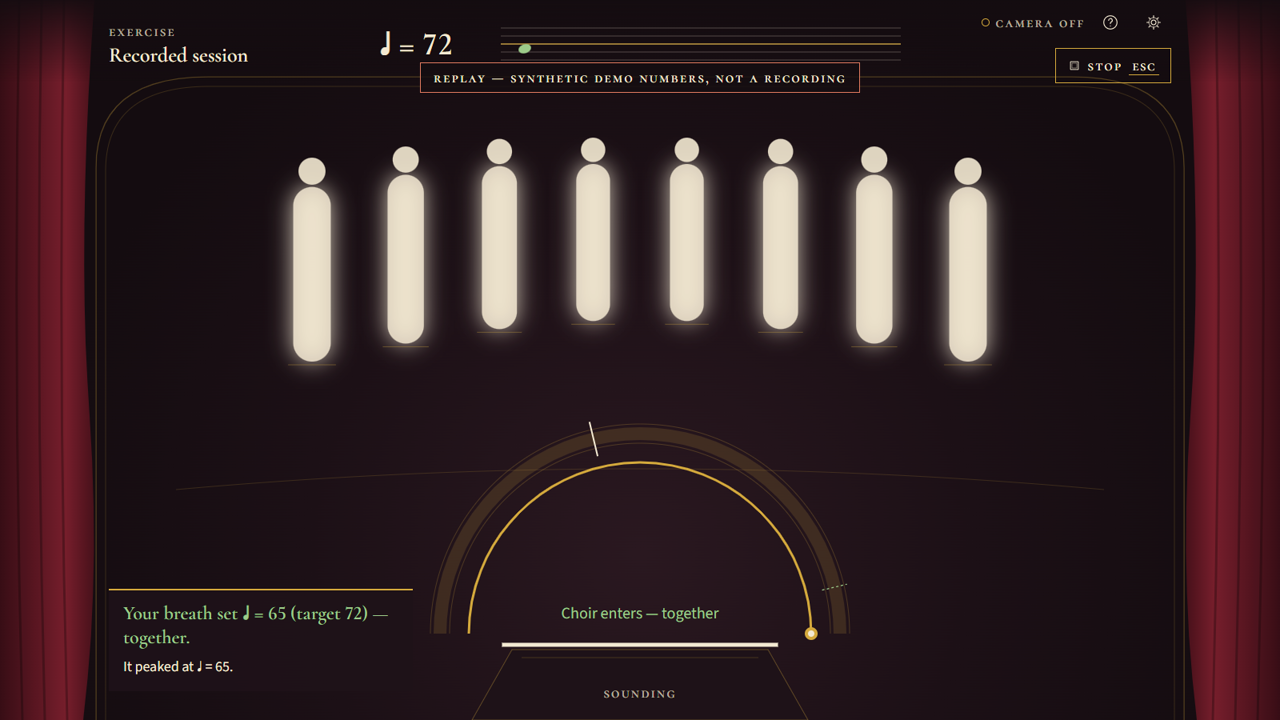 EXERCISE
Recorded session
♩ = 72
CAMERA OFF
?
STOP ESC
REPLAY — SYNTHETIC DEMO NUMBERS, NOT A RECORDING
Choir enters — together
Your breath set ♩ = 65 (target 72) —
together.
It peaked at ♩ = 65.
SOUNDING